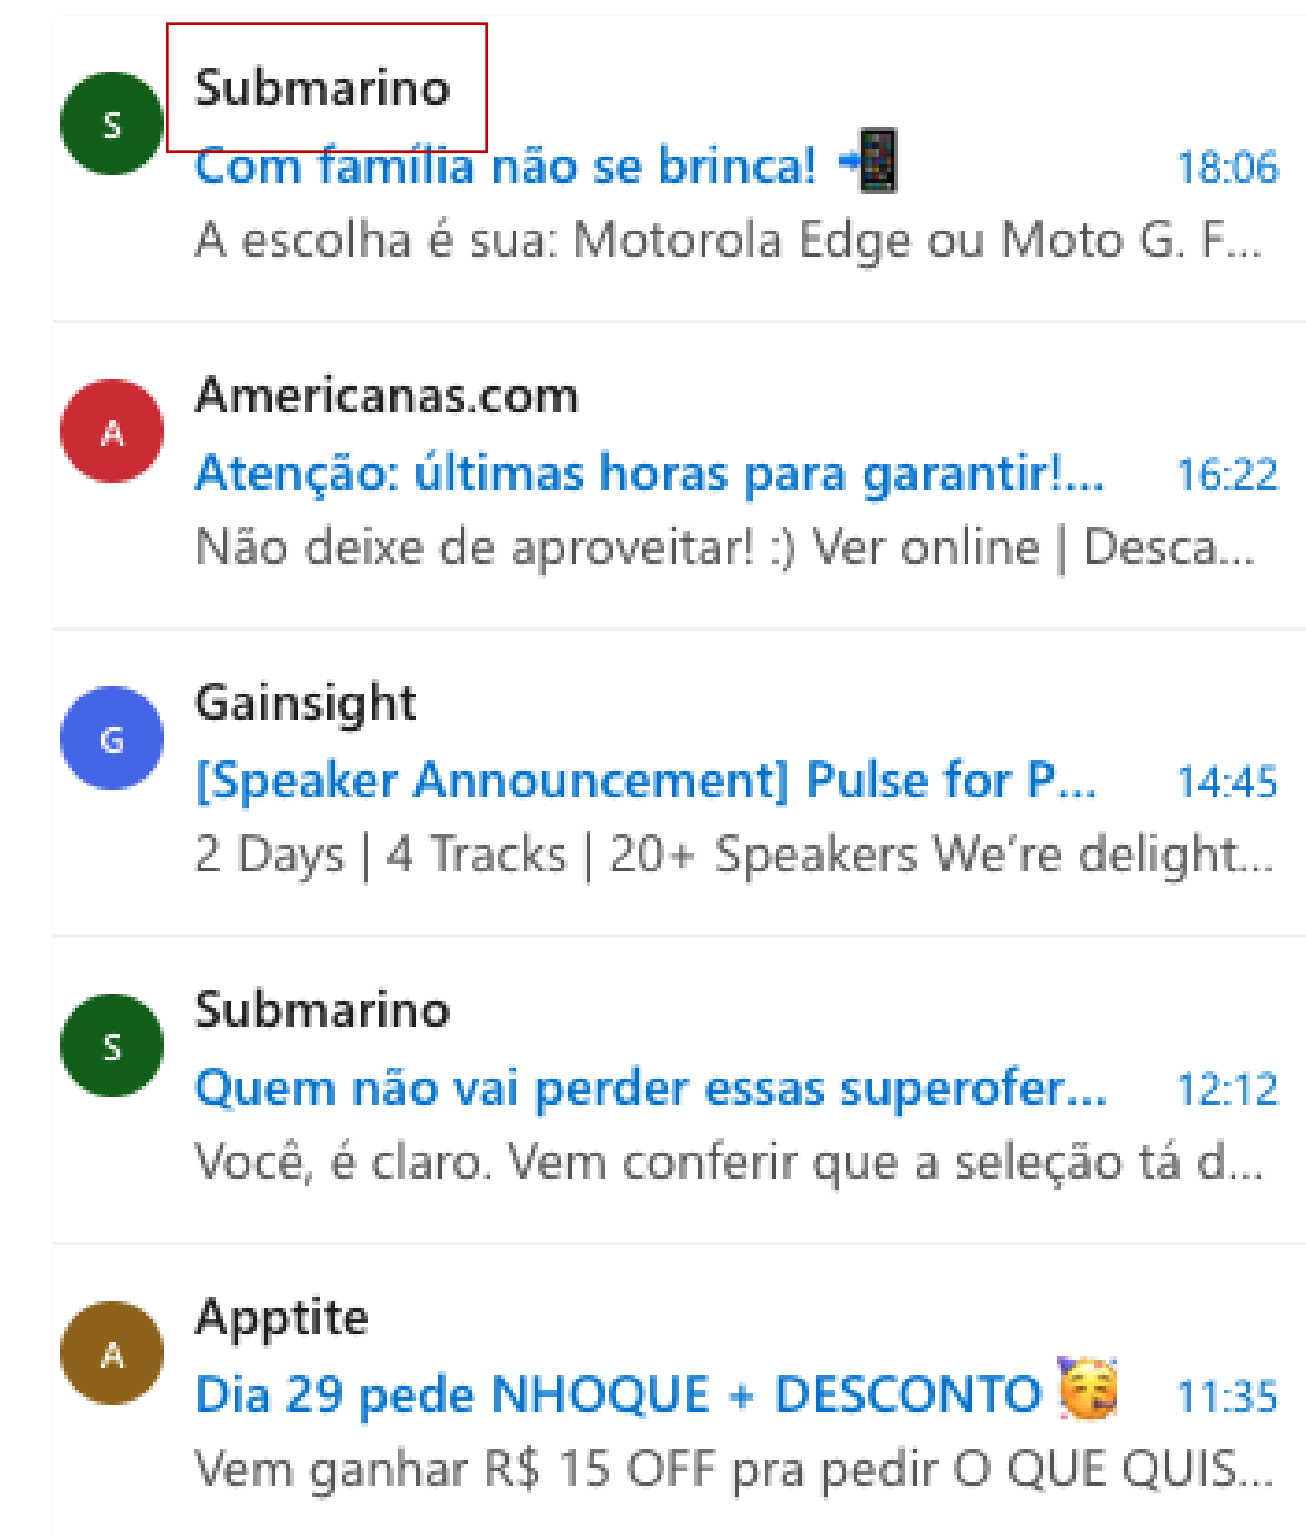 S
Submarino
Com família não se brinca! 📲
18:06
A escolha é sua: Motorola Edge ou Moto G. F...
A
Americanas.com
Atenção: últimas horas para garantir!...
16:22
Não deixe de aproveitar! :) Ver online | Desca...
G
Gainsight
[Speaker Announcement] Pulse for P...
14:45
2 Days | 4 Tracks | 20+ Speakers We’re delight...
S
Submarino
Quem não vai perder essas superofer...
12:12
Você, é claro. Vem conferir que a seleção tá d...
A
Apptite
Dia 29 pede NHOQUE + DESCONTO 🥳
11:35
Vem ganhar R$ 15 OFF pra pedir O QUE QUIS...